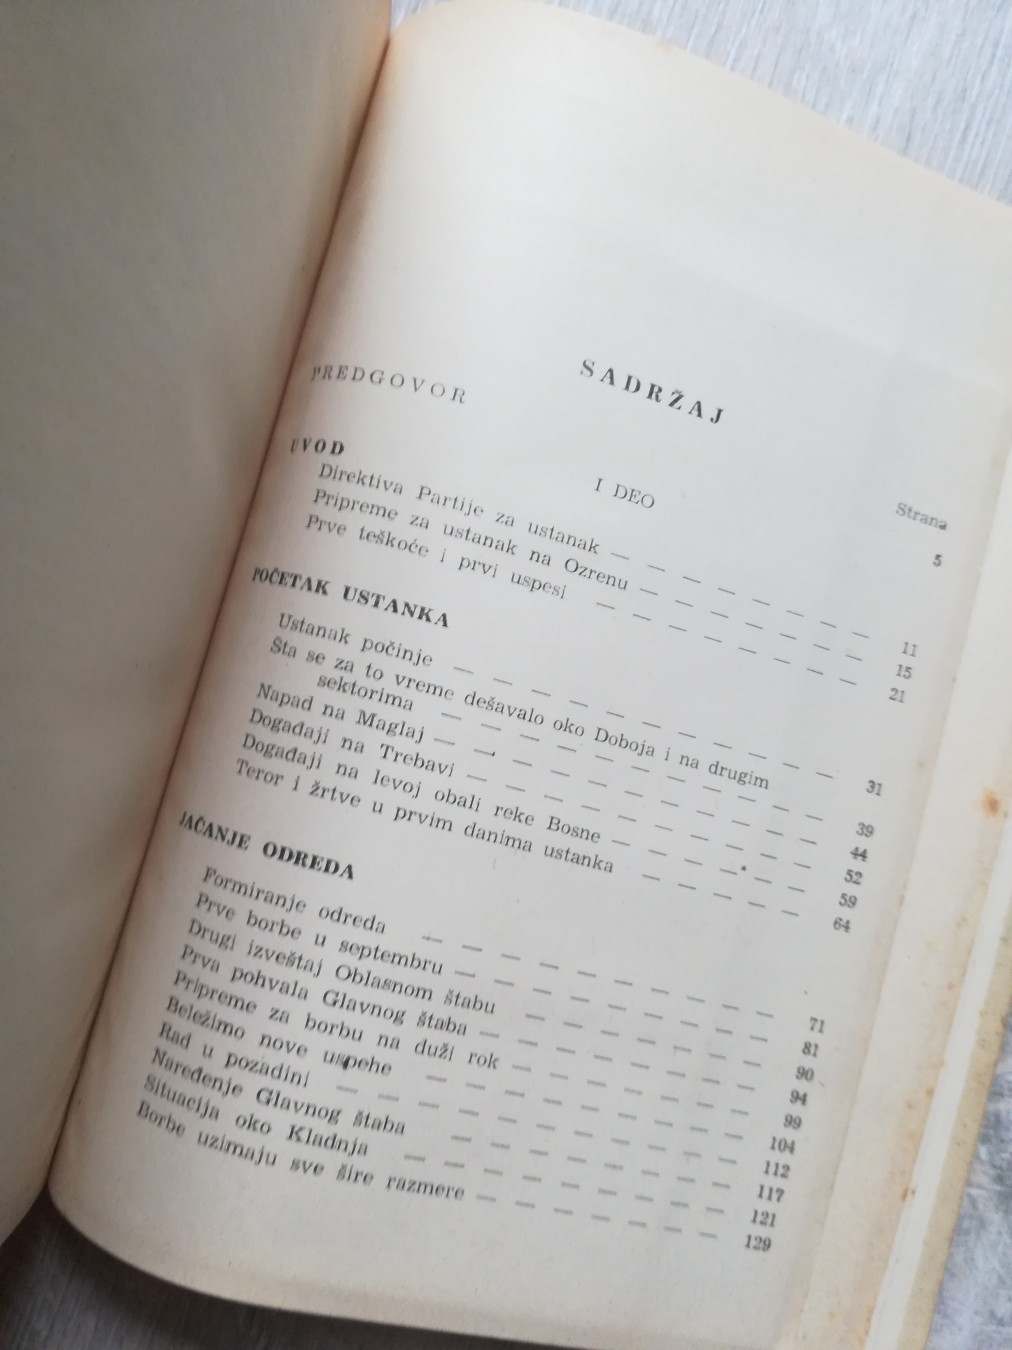 SADRŽAJ
Strana
PREDGOVOR 5
I DEO
UVOD
Direktiva Partije za ustanak — — — — — — — 11
Pripreme za ustanak na Ozrenu — — — — — — 15
Prve teškoće i prvi uspesi — — — — — — — 21
POČETAK USTANKA
Ustanak počinje — — — — — — — — — — 31
Šta se za to vreme dešavalo oko Doboja i na drugim
sektorima — — — — — — — — — — 39
Napad na Maglaj — — — — — — — — — — 44
Događaji na Trebavi — — — — — — — — — 52
Događaji na levoj obali reke Bosne — — — — — — 59
Teror i žrtve u prvim danima ustanka — — — — — 64
JAČANJE ODREDA
Formiranje odreda — — — — — — — — — 71
Prve borbe u septembru — — — — — — — — 81
Drugi izveštaj Oblasnom štabu — — — — — — 90
Prva pohvala Glavnog štaba — — — — — — — 94
Pripreme za borbu na duži rok — — — — — — 99
Beležimo nove uspehe — — — — — — — — 104
Rad u pozadini — — — — — — — — — — 112
Naređenje Glavnog štaba — — — — — — — 117
Situacija oko Kladnja — — — — — — — — 121
Borbe uzimaju sve šire razmere — — — — — — 129